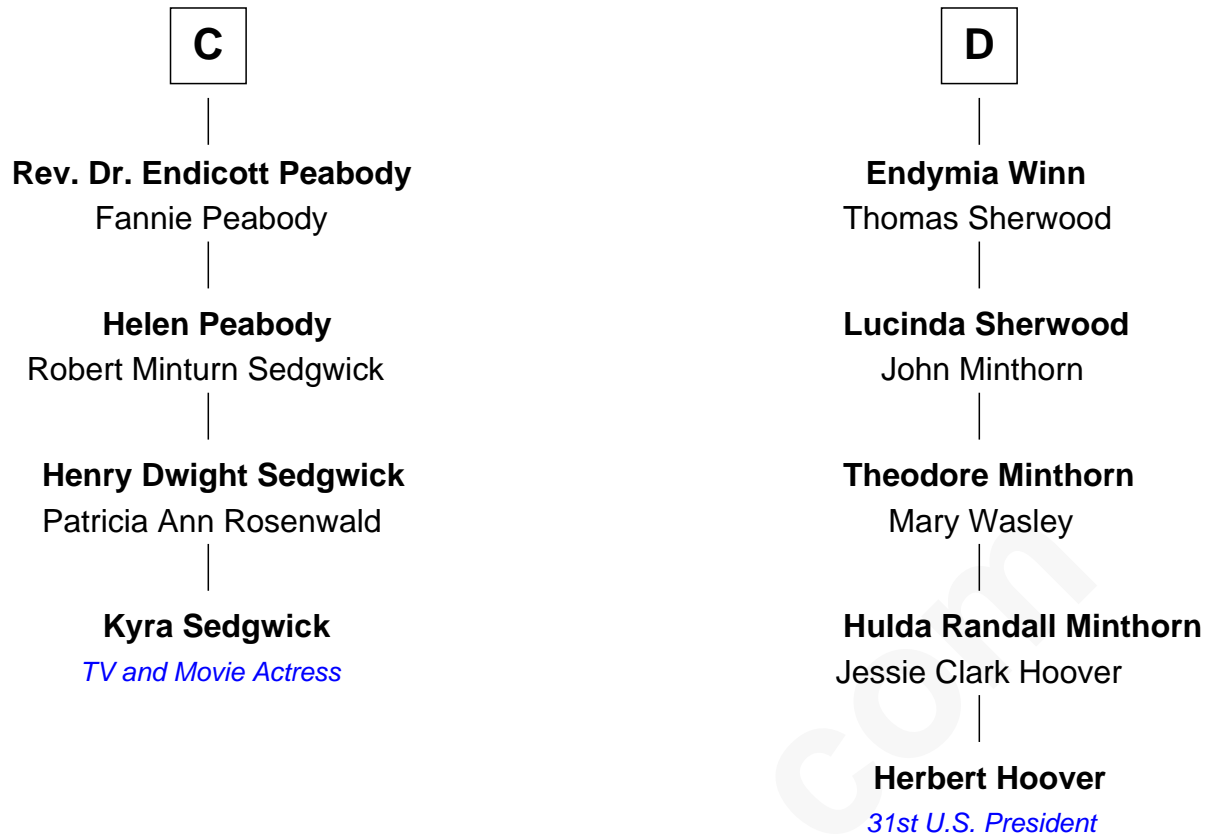 C
Rev. Dr. Endicott Peabody
Fannie Peabody
Helen Peabody
Robert Minturn Sedgwick
Henry Dwight Sedgwick
Patricia Ann Rosenwald
Kyra Sedgwick
TV and Movie Actress
D
Endymia Winn
Thomas Sherwood
Lucinda Sherwood
John Minthorn
Theodore Minthorn
Mary Wasley
Hulda Randall Minthorn
Jessie Clark Hoover
Herbert Hoover
31st U.S. President
com